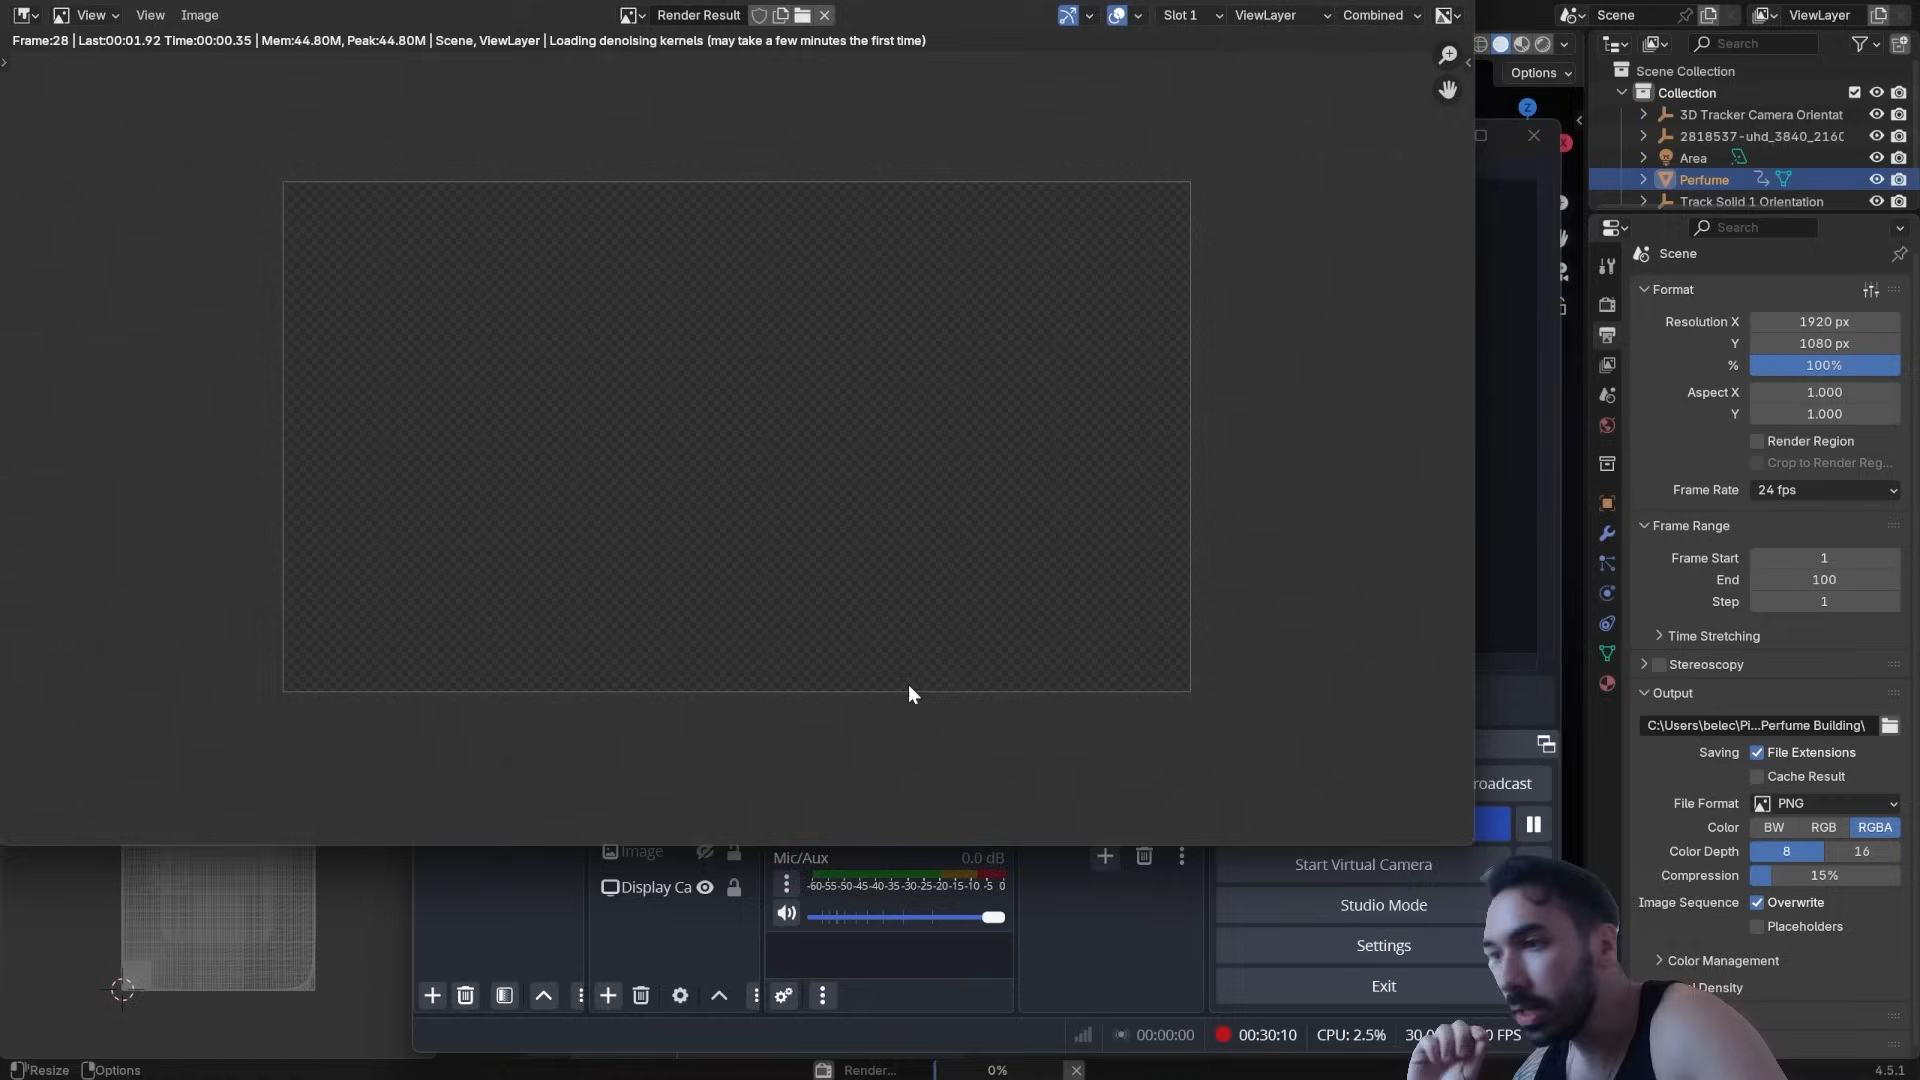 View View Image Render Result Slot 1 ViewLayer Combined Scene ViewLayer
Frame:28 | Last:00:01.92 Time:00:00.35 | Mem:44.80M, Peak:44.80M | Scene, ViewLayer | Loading denoising kernels (may take a few minutes the first time)
Options
Z
X
Search
Scene Collection
Collection
3D Tracker Camera Orientat
2818537-uhd_3840_2160
Area
Perfume
Track Solid 1 Orientation
Search
Scene
Format
Resolution X 1920 px
Y 1080 px
% 100%
Aspect X 1.000
Y 1.000
Render Region
Crop to Render Reg...
Frame Rate 24 fps
Frame Range
Frame Start 1
End 100
Step 1
Time Stretching
Stereoscopy
Output
C:\Users\belec\Pi...Perfume Building\
Saving File Extensions
Cache Result
File Format PNG
Color BW RGB RGBA
Color Depth 8 16
Compression 15%
Image Sequence Overwrite
Placeholders
Color Management
Density
roadcast
Start Virtual Camera
Studio Mode
Settings
Exit
Image
Display Ca
Mic/Aux 0.0 dB
-60-55-50-45-40-35-30-25-20-15-10 -5 0
00:00:00 00:30:10 CPU: 2.5% FPS
Resize Options Render... 0% 4.5.1